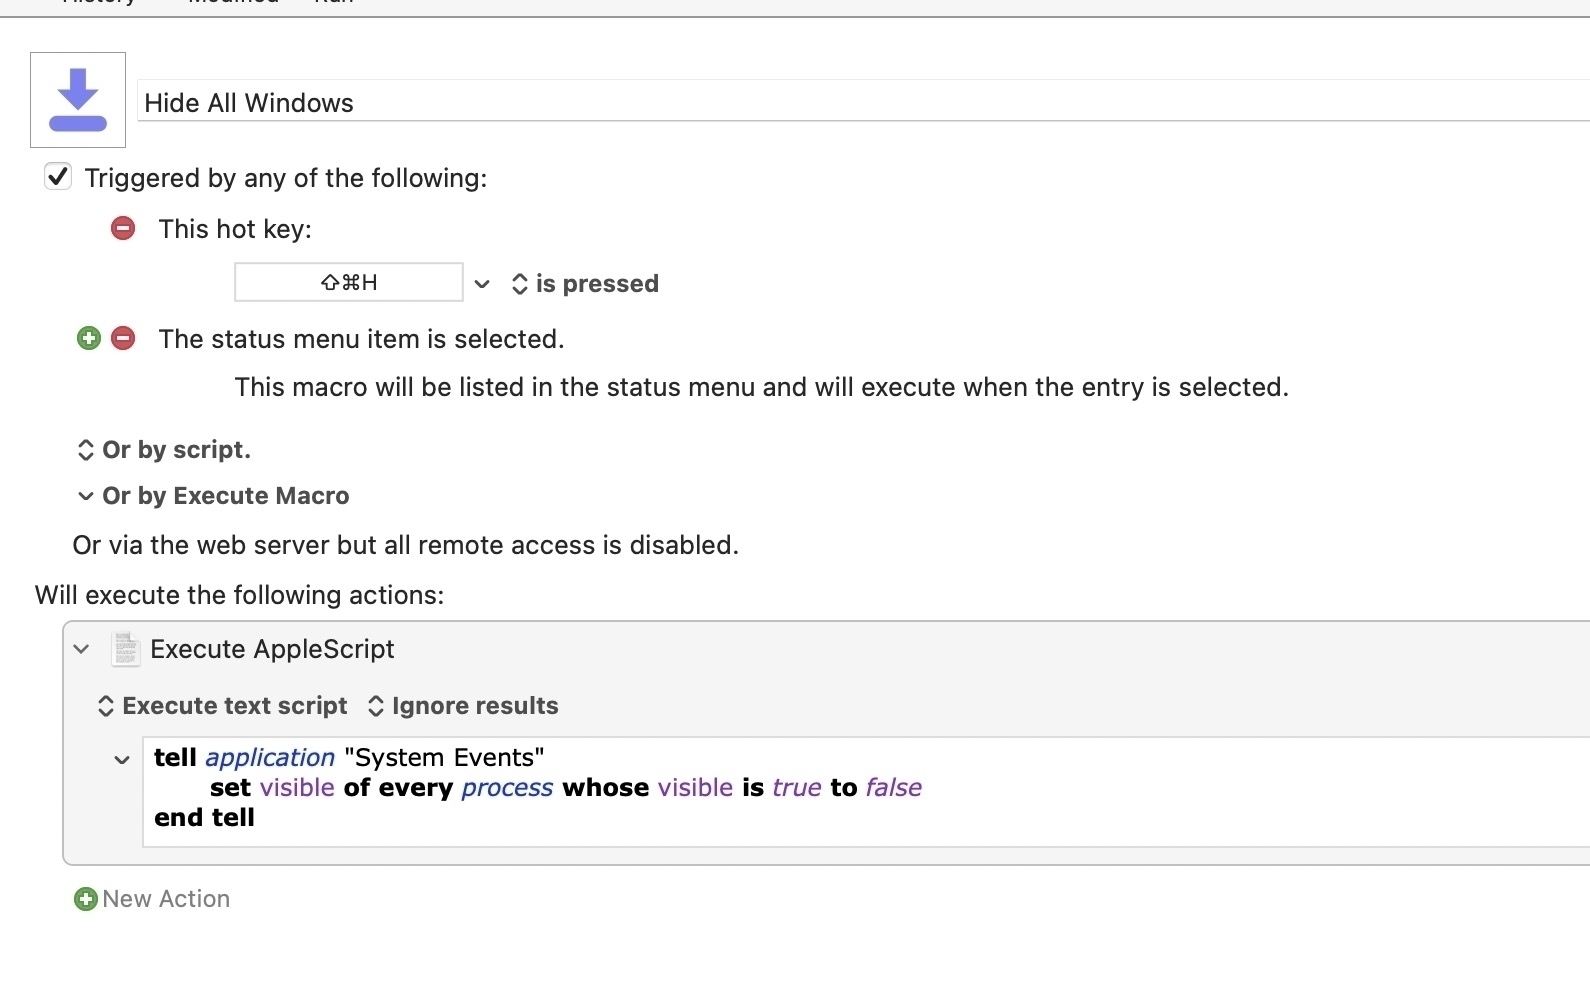 History Modified Run
Hide All Windows
Triggered by any of the following:
This hot key:
⇧⌘H is pressed
The status menu item is selected.
This macro will be listed in the status menu and will execute when the entry is selected.
Or by script.
Or by Execute Macro
Or via the web server but all remote access is disabled.
Will execute the following actions:
Execute AppleScript
Execute text script Ignore results
tell application "System Events"
set visible of every process whose visible is true to false
end tell
New Action